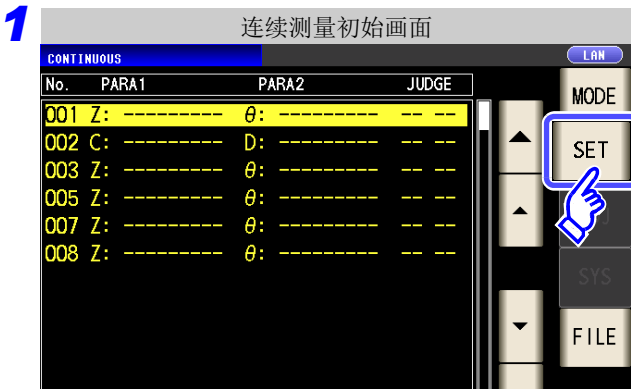 1 连续测量初始画面
CONTINUOUS LAN
No. PARA1 PARA2 JUDGE
001 Z: --------- θ: --------- -- --
002 C: --------- D: --------- -- --
003 Z: --------- θ: --------- -- --
005 Z: --------- θ: --------- -- --
007 Z: --------- θ: --------- -- --
008 Z: --------- θ: --------- -- --
MODE
SET
SYS
FILE